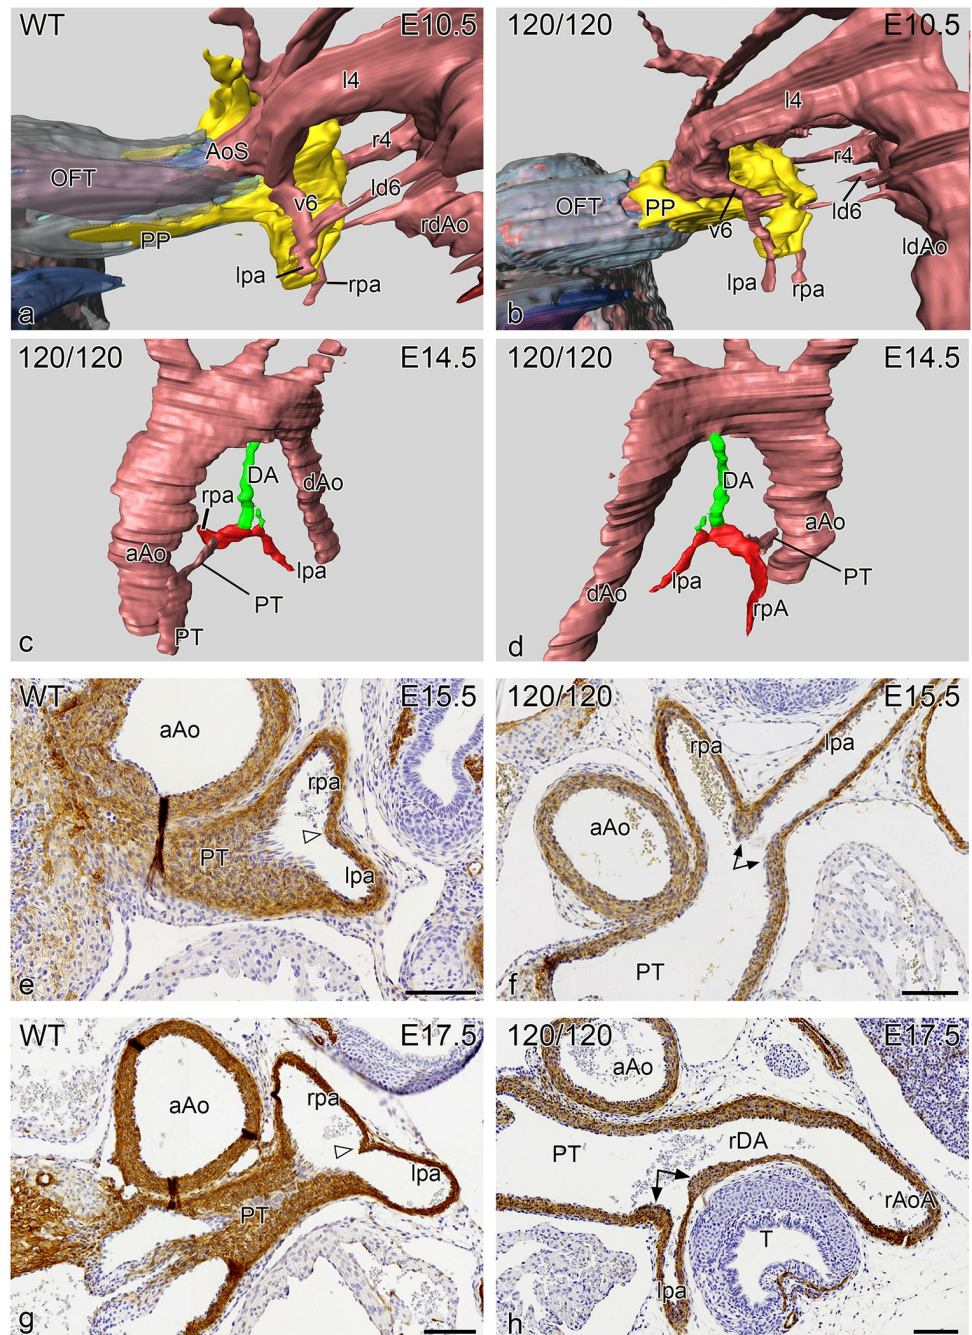 WT E10.5
l4
AoS
r4
OFT
ld6
v6
rdAo
PP
lpa
rpa
a
120/120 E10.5
l4
r4
OFT
PP
ld6
v6
ldAo
lpa
rpa
b
120/120 E14.5
DA
dAo
rpa
aAo
lpa
PT
PT
c
120/120 E14.5
DA
aAo
PT
dAo
lpa
rpA
d
WT E15.5
aAo
rpa
PT
lpa
e
120/120 E15.5
rpa
lpa
aAo
PT
f
WT E17.5
rpa
aAo
lpa
PT
g
120/120 E17.5
aAo
rDA
PT
rAoA
T
lpa
h